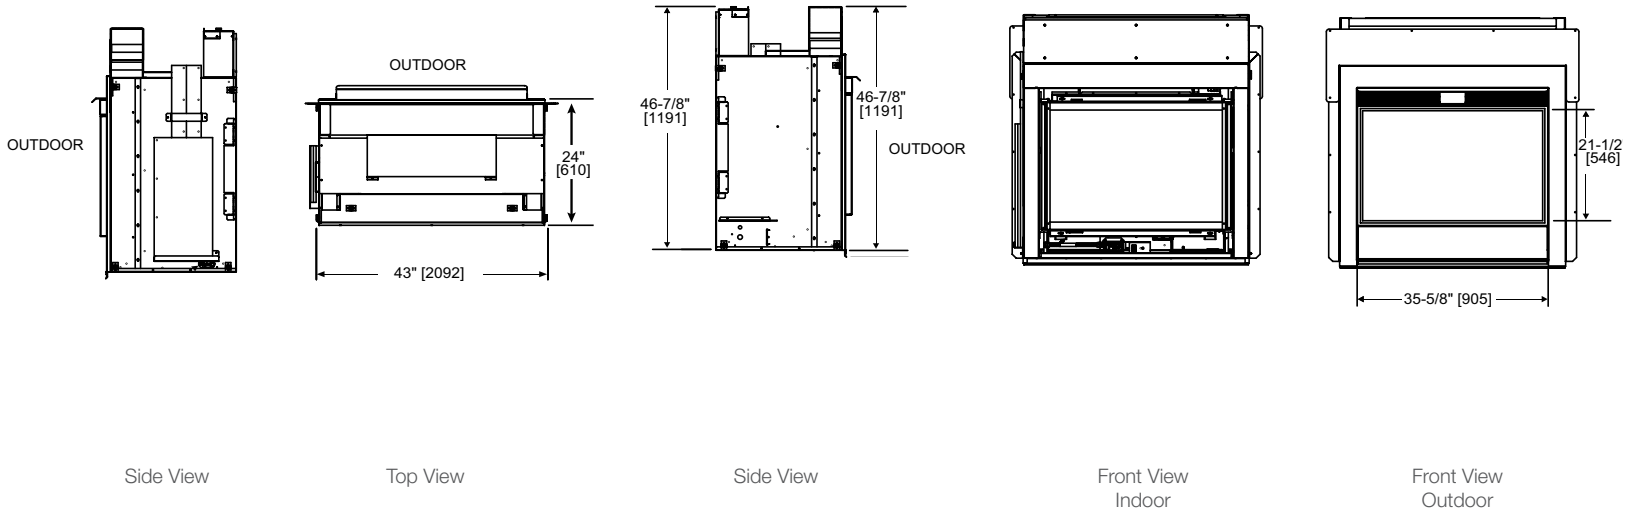 OUTDOOR
OUTDOOR
24"
[610]
43" [2092]
46-7/8"
[1191]
46-7/8"
[1191]
OUTDOOR
21-1/2
[546]
35-5/8" [905]
Side View
Top View
Side View
Front View
Indoor
Front View
Outdoor